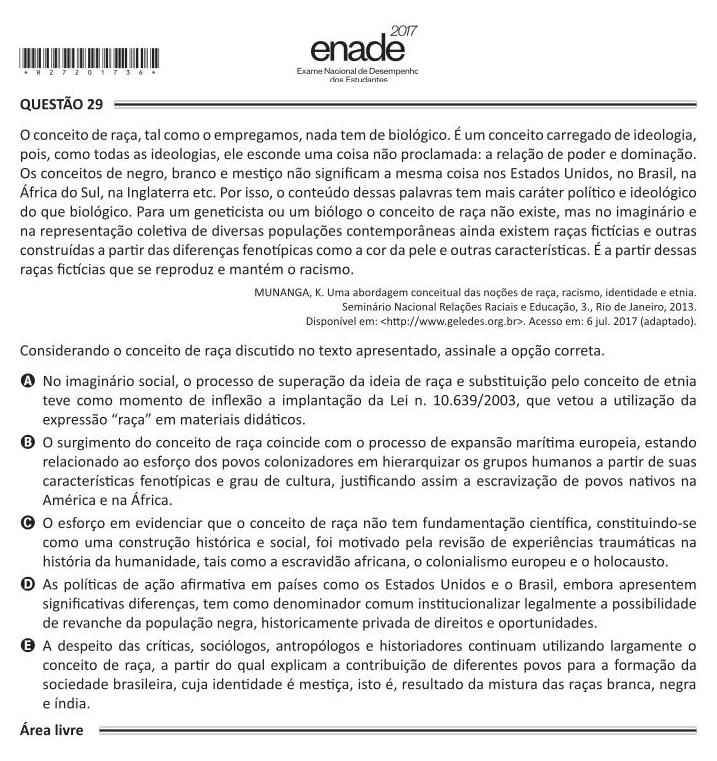 2017
enade
Exame Nacional de Desempenho
dos Estudantes
*R27201736*
QUESTÃO 29
O conceito de raça, tal como o empregamos, nada tem de biológico. É um conceito carregado de ideologia,
pois, como todas as ideologias, ele esconde uma coisa não proclamada: a relação de poder e dominação.
Os conceitos de negro, branco e mestiço não significam a mesma coisa nos Estados Unidos, no Brasil, na
África do Sul, na Inglaterra etc. Por isso, o conteúdo dessas palavras tem mais caráter político e ideológico
do que biológico. Para um geneticista ou um biólogo o conceito de raça não existe, mas no imaginário e
na representação coletiva de diversas populações contemporâneas ainda existem raças fictícias e outras
construídas a partir das diferenças fenotípicas como a cor da pele e outras características. É a partir dessas
raças fictícias que se reproduz e mantém o racismo.
MUNANGA, K. Uma abordagem conceitual das noções de raça, racismo, identidade e etnia.
Seminário Nacional Relações Raciais e Educação, 3., Rio de Janeiro, 2013.
Disponível em: <http://www.geledes.org.br>. Acesso em: 6 jul. 2017 (adaptado).
Considerando o conceito de raça discutido no texto apresentado, assinale a opção correta.
A No imaginário social, o processo de superação da ideia de raça e substituição pelo conceito de etnia
teve como momento de inflexão a implantação da Lei n. 10.639/2003, que vetou a utilização da
expressão “raça” em materiais didáticos.
B O surgimento do conceito de raça coincide com o processo de expansão marítima europeia, estando
relacionado ao esforço dos povos colonizadores em hierarquizar os grupos humanos a partir de suas
características fenotípicas e grau de cultura, justificando assim a escravização de povos nativos na
América e na África.
C O esforço em evidenciar que o conceito de raça não tem fundamentação científica, constituindo-se
como uma construção histórica e social, foi motivado pela revisão de experiências traumáticas na
história da humanidade, tais como a escravidão africana, o colonialismo europeu e o holocausto.
D As políticas de ação afirmativa em países como os Estados Unidos e o Brasil, embora apresentem
significativas diferenças, tem como denominador comum institucionalizar legalmente a possibilidade
de revanche da população negra, historicamente privada de direitos e oportunidades.
E A despeito das críticas, sociólogos, antropólogos e historiadores continuam utilizando largamente o
conceito de raça, a partir do qual explicam a contribuição de diferentes povos para a formação da
sociedade brasileira, cuja identidade é mestiça, isto é, resultado da mistura das raças branca, negra
e índia.
Área livre